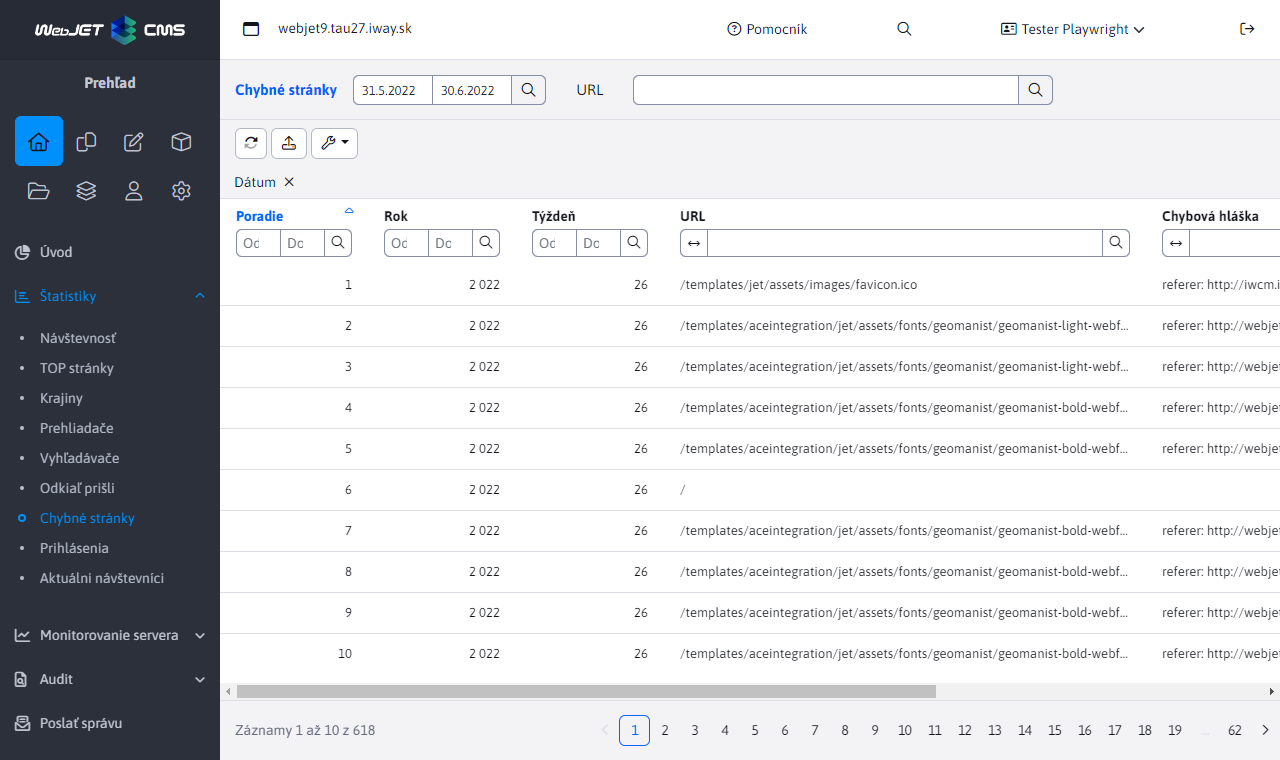 WebJET CMS
webjet9.tau27.iway.sk
Pomocník
Tester Playwright
Prehľad
Úvod
Štatistiky
Návštevnosť
TOP stránky
Krajiny
Prehliadače
Vyhľadávače
Odkiaľ prišli
Chybné stránky
Prihlásenia
Aktuálni návštevníci
Monitorovanie servera
Audit
Poslať správu
Chybné stránky 31.5.2022 30.6.2022 URL
Dátum
Poradie Rok Týždeň URL Chybová hláška
Od Do Od Do Od Do
1 2 022 26 /templates/jet/assets/images/favicon.ico referer: http://iwcm.i
2 2 022 26 /templates/aceintegration/jet/assets/fonts/geomanist/geomanist-light-webf... referer: http://webjet
3 2 022 26 /templates/aceintegration/jet/assets/fonts/geomanist/geomanist-light-webf... referer: http://webjet
4 2 022 26 /templates/aceintegration/jet/assets/fonts/geomanist/geomanist-bold-webf... referer: http://webjet
5 2 022 26 /templates/aceintegration/jet/assets/fonts/geomanist/geomanist-bold-webf... referer: http://webjet
6 2 022 26 /
7 2 022 26 /templates/aceintegration/jet/assets/fonts/geomanist/geomanist-bold-webf... referer: http://webjet
8 2 022 26 /templates/aceintegration/jet/assets/fonts/geomanist/geomanist-bold-webf... referer: http://webjet
9 2 022 26 /templates/aceintegration/jet/assets/fonts/geomanist/geomanist-bold-webf... referer: http://webjet
10 2 022 26 /templates/aceintegration/jet/assets/fonts/geomanist/geomanist-bold-webf... referer: http://webjet
Záznamy 1 až 10 z 618
1 2 3 4 5 6 7 8 9 10 11 12 13 14 15 16 17 18 19 ... 62